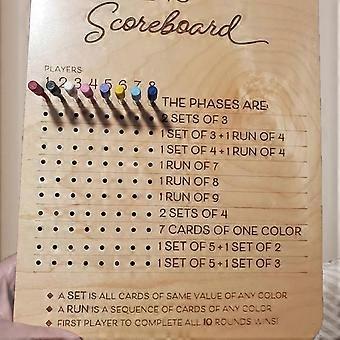 Scoreboard
PLAYERS
1 2 3 4 5 6 7 8
THE PHASES ARE:
2 SETS OF 3
1 SET OF 3 + 1 RUN OF 4
1 SET OF 4 + 1 RUN OF 4
1 RUN OF 7
1 RUN OF 8
1 RUN OF 9
2 SETS OF 4
7 CARDS OF ONE COLOR
1 SET OF 5 + 1 SET OF 2
1 SET OF 5 + 1 SET OF 3
A SET IS ALL CARDS OF SAME VALUE OF ANY COLOR
A RUN IS A SEQUENCE OF CARDS OF ANY COLOR
FIRST PLAYER TO COMPLETE ALL 10 ROUNDS WINS!